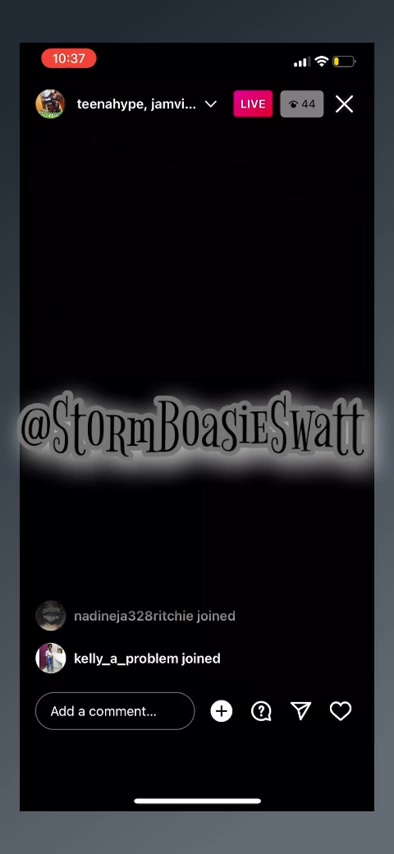 10:37
teenahype, jamvi...
LIVE
44
@StormBoasieSwatt
nadineja328ritchie joined
kelly_a_problem joined
Add a comment...